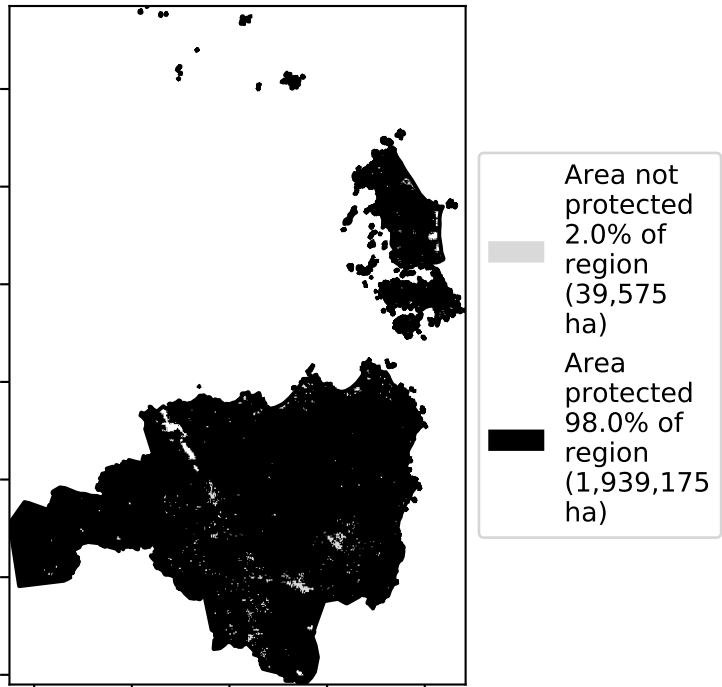 Area not
protected
2.0% of
region
(39,575
ha)
Area
protected
98.0% of
region
(1,939,175
ha)